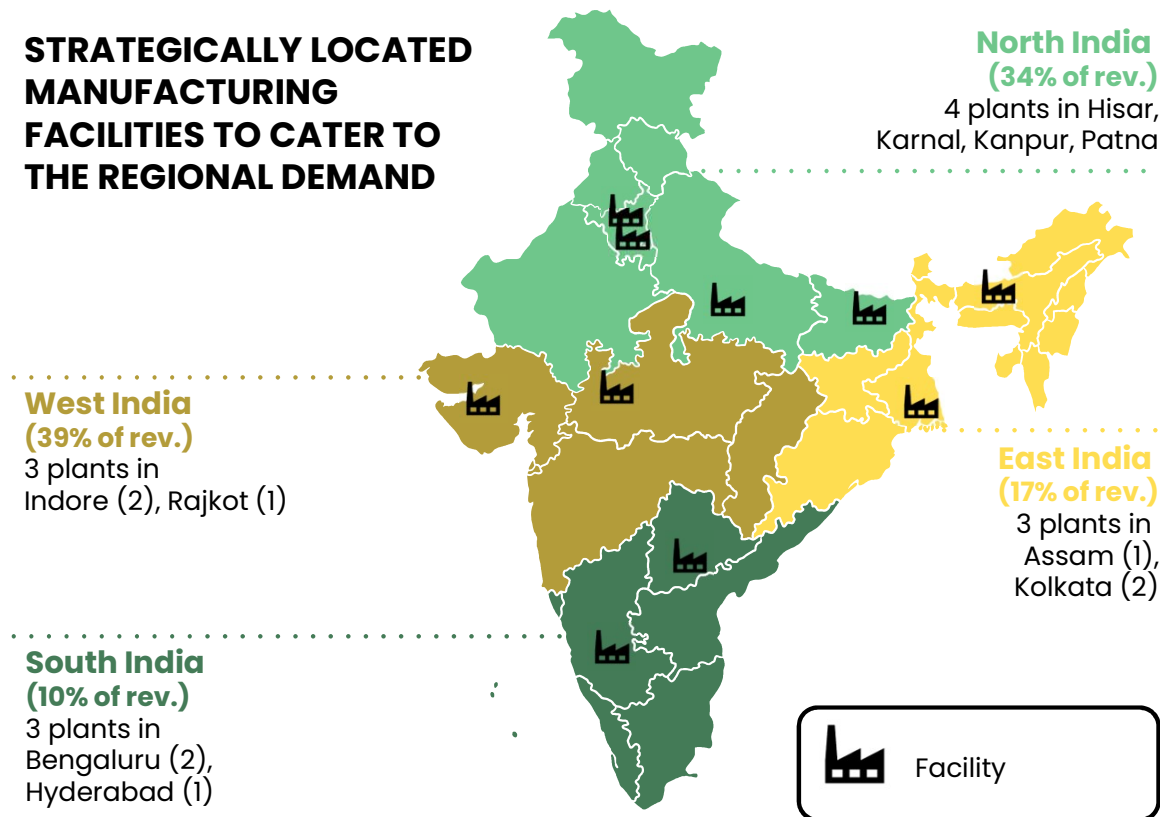 STRATEGICALLY LOCATED
MANUFACTURING
FACILITIES TO CATER TO
THE REGIONAL DEMAND
North India
(34% of rev.)
4 plants in Hisar,
Karnal, Kanpur, Patna
West India
(39% of rev.)
3 plants in
Indore (2), Rajkot (1)
East India
(17% of rev.)
3 plants in
Assam (1),
Kolkata (2)
South India
(10% of rev.)
3 plants in
Bengaluru (2),
Hyderabad (1)
Facility